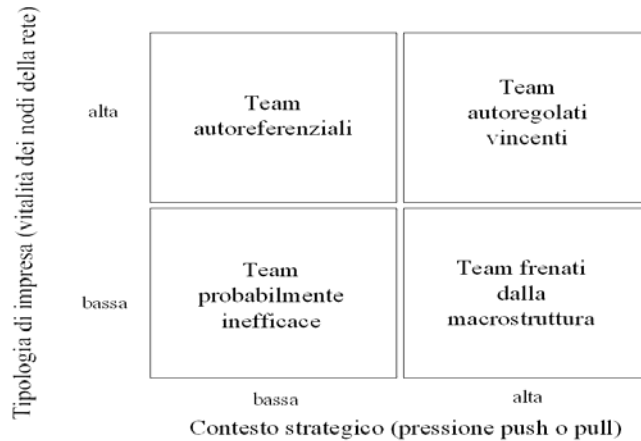 Tipologia di impresa (vitalità dei nodi della rete)
alta
Team
autoreferenziali
Team
autoregolati
vincenti
bassa
Team
probabilmente
inefficace
Team frenati
dalla
macrostruttura
bassa
alta
Contesto strategico (pressione push o pull)